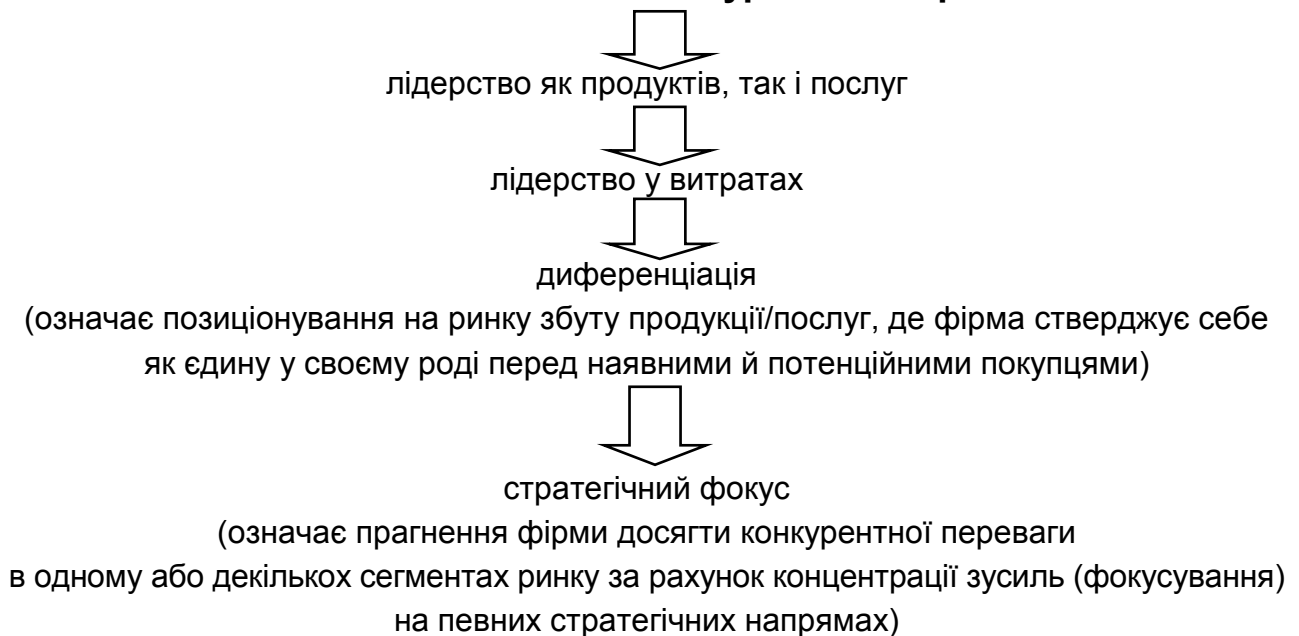 лідерство як продуктів, так і послуг
лідерство у витратах
диференціація
(означає позиціонування на ринку збуту продукції/послуг, де фірма стверджує себе
як єдину у своєму роді перед наявними й потенційними покупцями)
стратегічний фокус
(означає прагнення фірми досягти конкурентної переваги
в одному або декількох сегментах ринку за рахунок концентрації зусиль (фокусування)
на певних стратегічних напрямах)